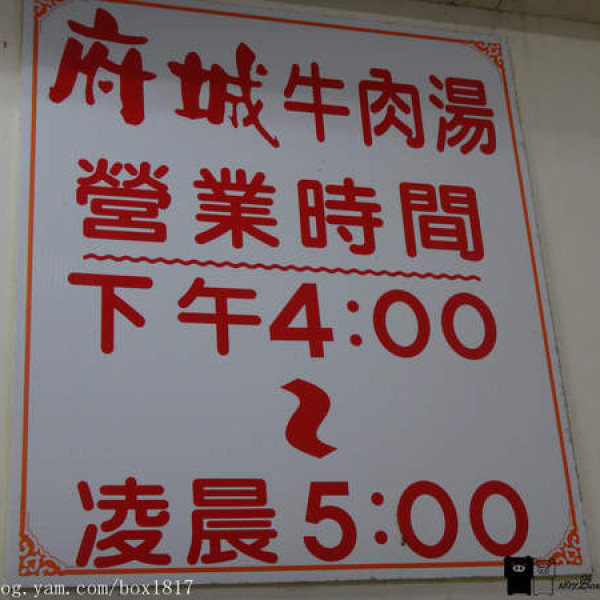 府城牛肉湯
營業時間
下午4:00
~
凌晨5:00
og.yam.com/box1817